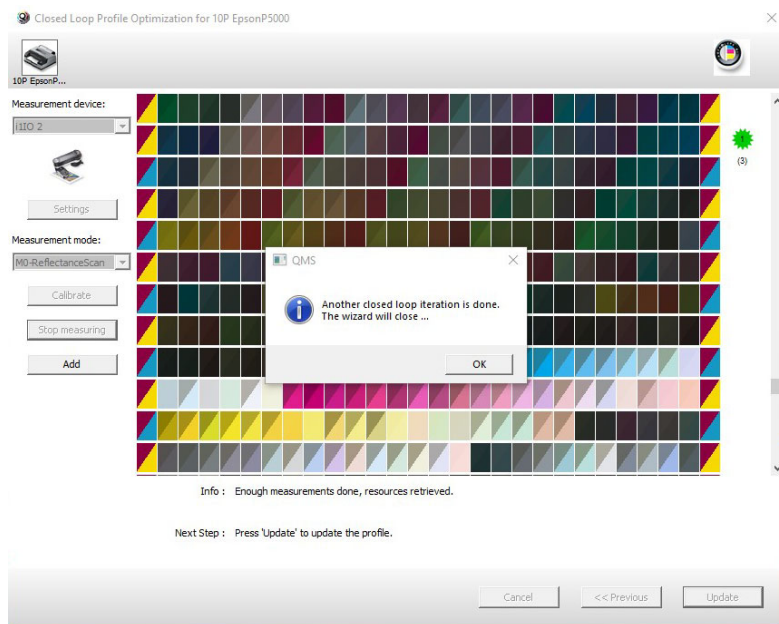 Closed Loop Profile Optimization for 10P EpsonP5000
10P EpsonP...
Measurement device:
i1IO 2
(3)
Settings
Measurement mode:
M0-ReflectanceScan
Calibrate
Stop measuring
Add
QMS
Another closed loop iteration is done.
The wizard will close ...
OK
Info : Enough measurements done, resources retrieved.
Next Step : Press 'Update' to update the profile.
Cancel
<< Previous
Update